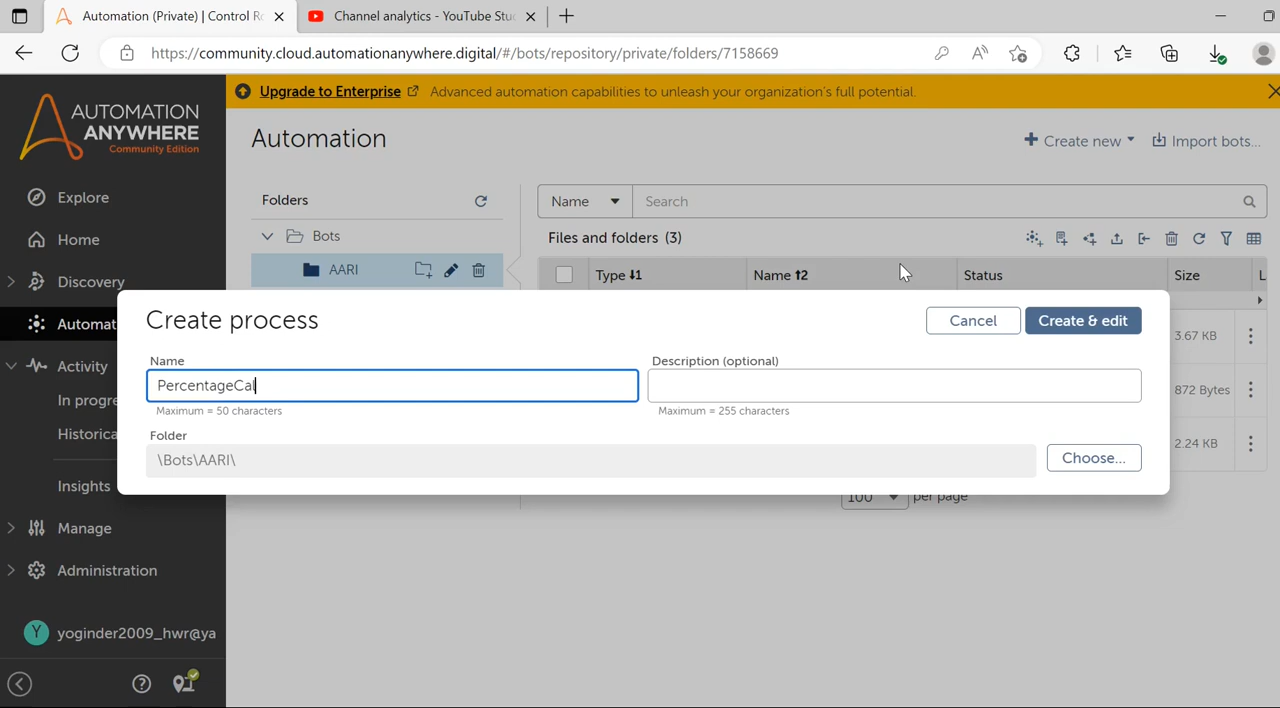 Automation (Private) | Control Ro
Channel analytics - YouTube Stu
https://community.cloud.automationanywhere.digital/#/bots/repository/private/folders/7158669
Upgrade to Enterprise Advanced automation capabilities to unleash your organization's full potential.
AUTOMATION
ANYWHERE
Community Edition
Automation
Create new
Import bots...
Explore
Folders
Name
Search
Home
Bots
Files and folders (3)
Discovery
AARI
Type
Name
Status
Size
L
Automat
Create process
Cancel
Create & edit
3.67 KB
Activity
Name
Description (optional)
PercentageCal
872 Bytes
In progre
Maximum = 50 characters
Maximum = 255 characters
Historica
Folder
\Bots\AARI\
Choose...
2.24 KB
Insights
100
per page
Manage
Administration
Y
yoginder2009_hwr@ya